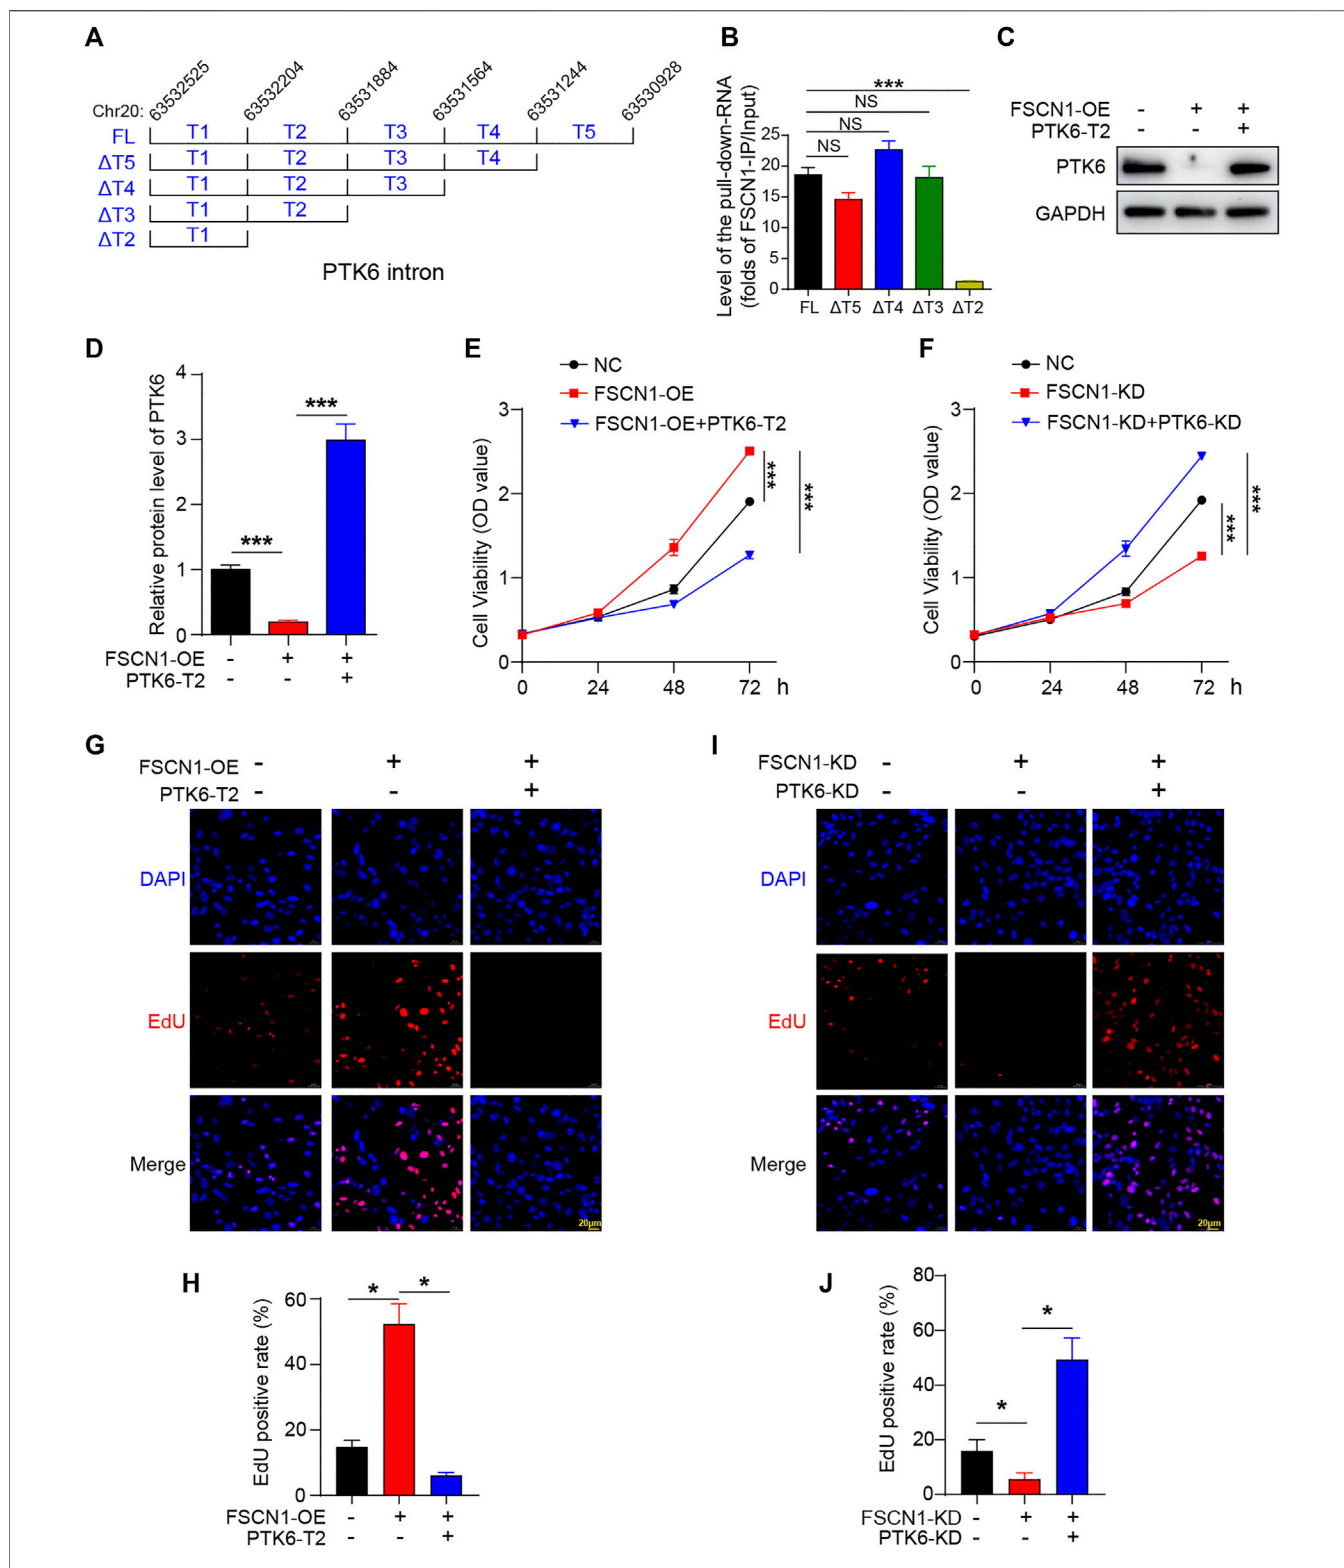 A
Chr20: 63532525 63532204 63531884 63531564 63531244 63530928
FL T1 T2 T3 T4 T5
ΔT5 T1 T2 T3 T4
ΔT4 T1 T2 T3
ΔT3 T1 T2
ΔT2 T1
PTK6 intron
B
Level of the pull-down-RNA
(folds of FSCN1-IP/Input)
***
NS
NS
NS
25
20
15
10
5
0
FL ΔT5 ΔT4 ΔT3 ΔT2
C
FSCN1-OE - + +
PTK6-T2 - - +
PTK6
GAPDH
D
Relative protein level of PTK6
4
3
2
1
0
***
***
FSCN1-OE - + +
PTK6-T2 - - +
E
NC
FSCN1-OE
FSCN1-OE+PTK6-T2
Cell Viability (OD value)
3
2
1
0
***
***
0 24 48 72 h
F
NC
FSCN1-KD
FSCN1-KD+PTK6-KD
Cell Viability (OD value)
3
2
1
0
***
***
0 24 48 72 h
G
FSCN1-OE - + +
PTK6-T2 - - +
DAPI
EdU
Merge
20μm
I
FSCN1-KD - + +
PTK6-KD - - +
DAPI
EdU
Merge
20μm
H
EdU positive rate (%)
60
40
20
0
* *
FSCN1-OE - + +
PTK6-T2 - - +
J
EdU positive rate (%)
80
60
40
20
0
*
*
FSCN1-KD - + +
PTK6-KD - - +